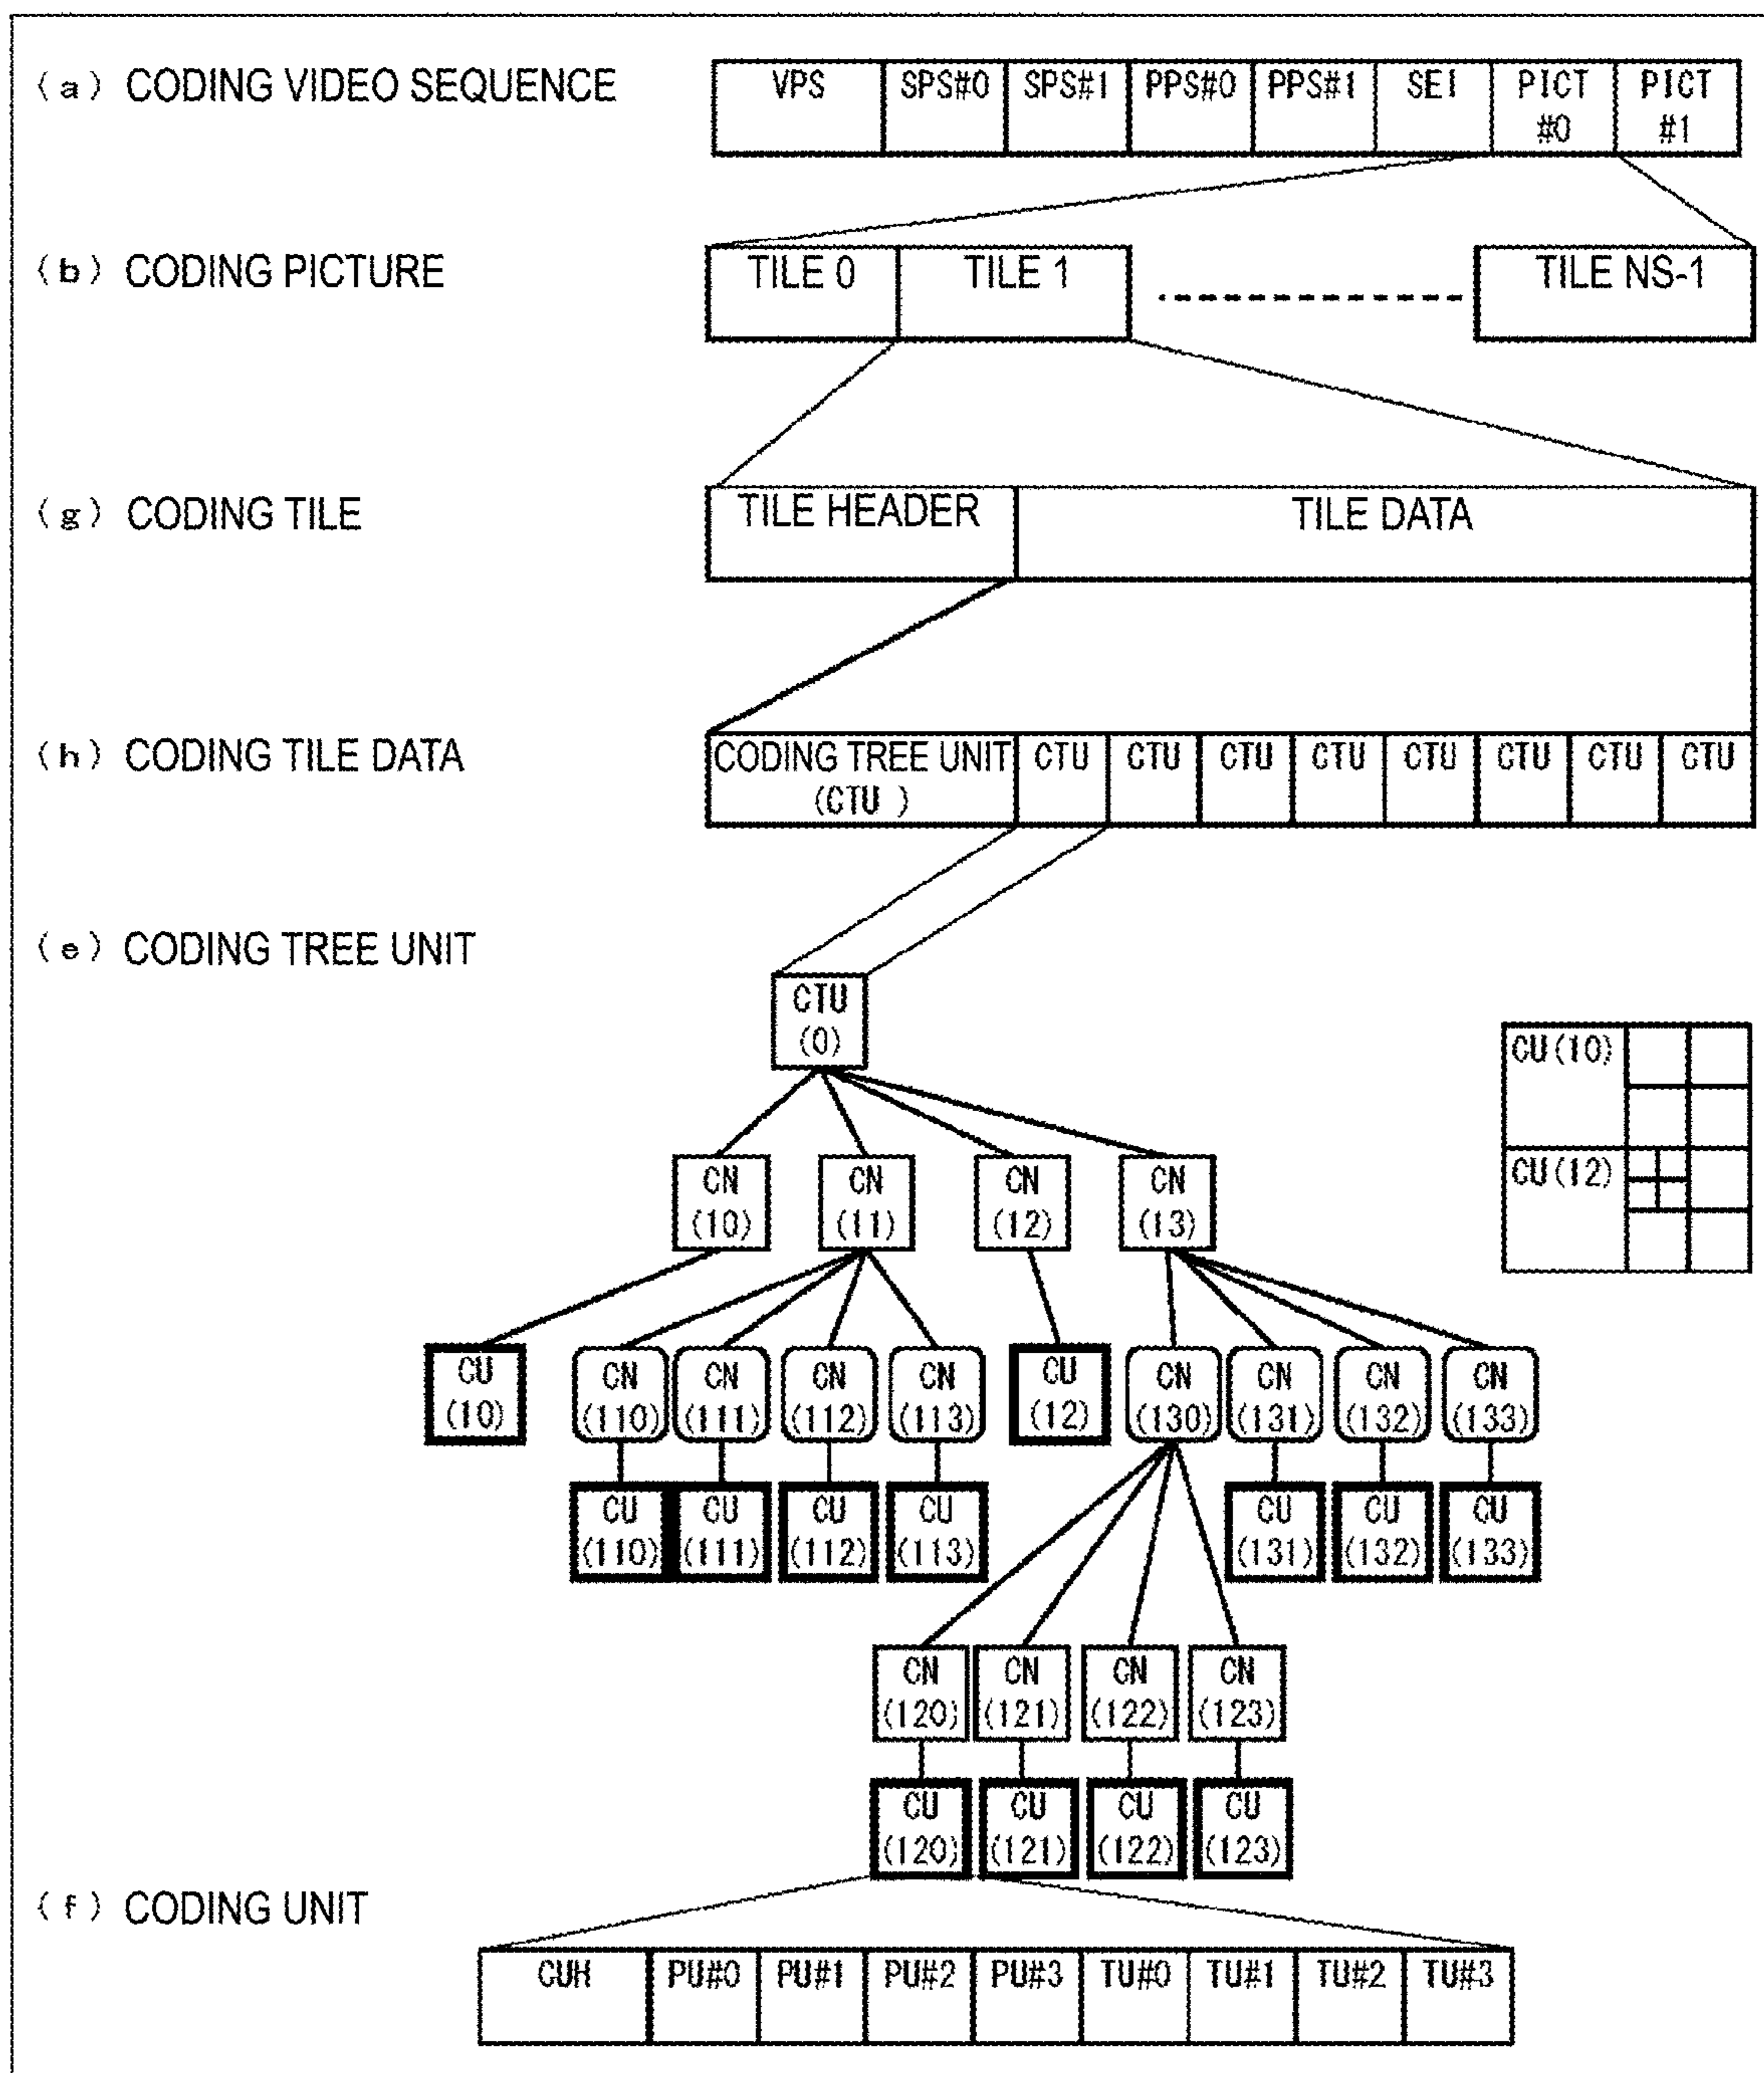 (a) CODING VIDEO SEQUENCE
VPS SPS#0 SPS#1 PPS#0 PPS#1 SEI PICT #0 PICT #1
(b) CODING PICTURE
TILE 0 TILE 1 TILE NS-1
(g) CODING TILE
TILE HEADER TILE DATA
(h) CODING TILE DATA
CODING TREE UNIT (CTU ) CTU CTU CTU CTU CTU CTU CTU CTU
(e) CODING TREE UNIT
CTU
(0)
CU(10)
CU(12)
CN CN CN CN
(10) (11) (12) (13)
CU CN CN CN CN CU CN CN CN CN
(10) (110) (111) (112) (113) (12) (130) (131) (132) (133)
CU CU CU CU CU CU CU
(110) (111) (112) (113) (131) (132) (133)
CN CN CN CN
(120) (121) (122) (123)
CU CU CU CU
(120) (121) (122) (123)
(f) CODING UNIT
CUH PU#0 PU#1 PU#2 PU#3 TU#0 TU#1 TU#2 TU#3